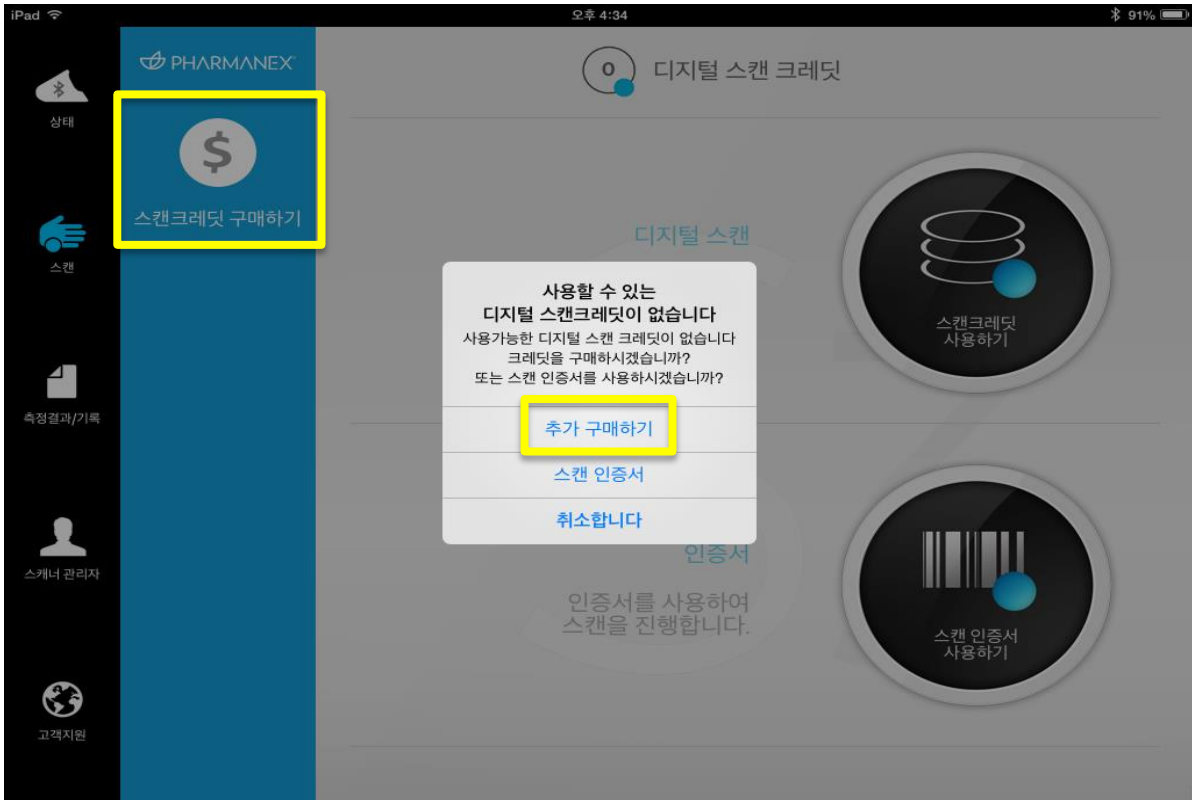 iPad
오후 4:34
91%
상태
스캔
측정결과/기록
스캐너 관리자
고객지원
PHARMANEX
$
스캔크레딧 구매하기
0
디지털 스캔 크레딧
디지털 스캔
스캔크레딧
사용하기
사용할 수 있는
디지털 스캔크레딧이 없습니다
사용가능한 디지털 스캔 크레딧이 없습니다
크레딧을 구매하시겠습니까?
또는 스캔 인증서를 사용하시겠습니까?
추가 구매하기
스캔 인증서
취소합니다
인증서
인증서를 사용하여
스캔을 진행합니다.
스캔 인증서
사용하기